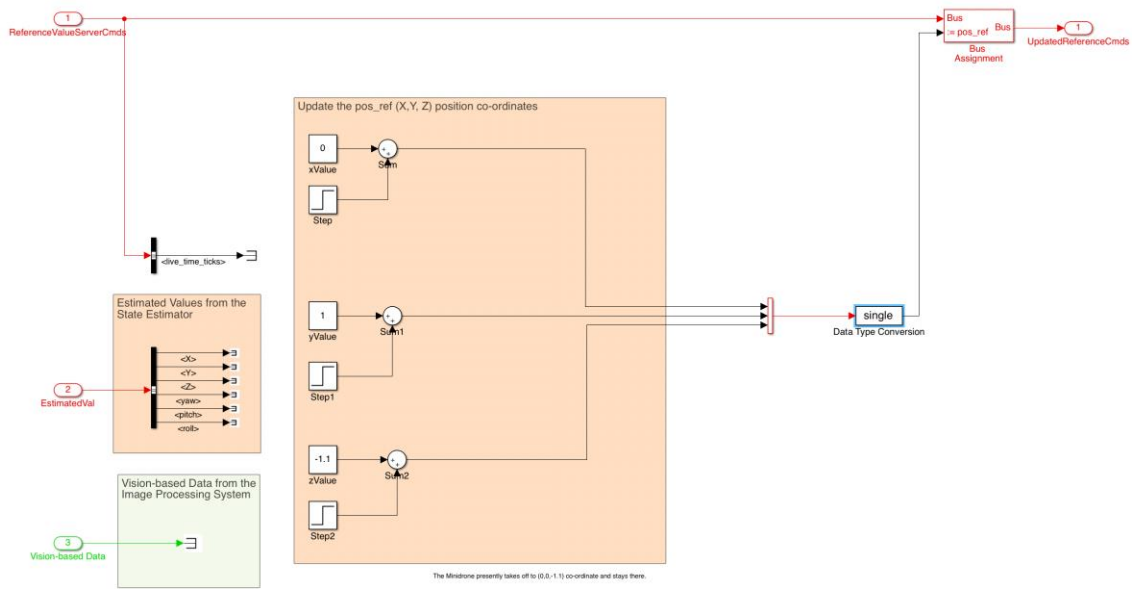 1
ReferenceValueServerCmds
Bus
:= pos_ref
Bus
Bus
Assignment
1
UpdatedReferenceCmds
Update the pos_ref (X,Y, Z) position co-ordinates
0
xValue
+
+
Sum
Step
<live_time_ticks>
Estimated Values from the
State Estimator
<X>
<Y>
<Z>
<yaw>
<pitch>
<roll>
2
EstimatedVal
1
yValue
+
+
Sum1
Step1
single
Data Type Conversion
-1.1
zValue
+
+
Sum2
Step2
Vision-based Data from the
Image Processing System
3
Vision-based Data
The Minidrone presently takes off to (0,0,-1.1) co-ordinate and stays there.